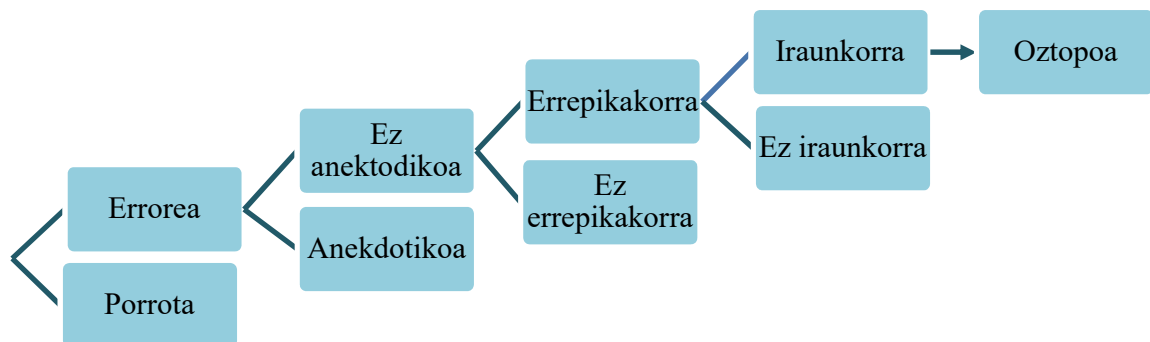 Errorea
Porrota
Ez
anektodikoa
Anekdotikoa
Errepikakorra
Ez
errepikakorra
Iraunkorra
Ez iraunkorra
Oztopoa